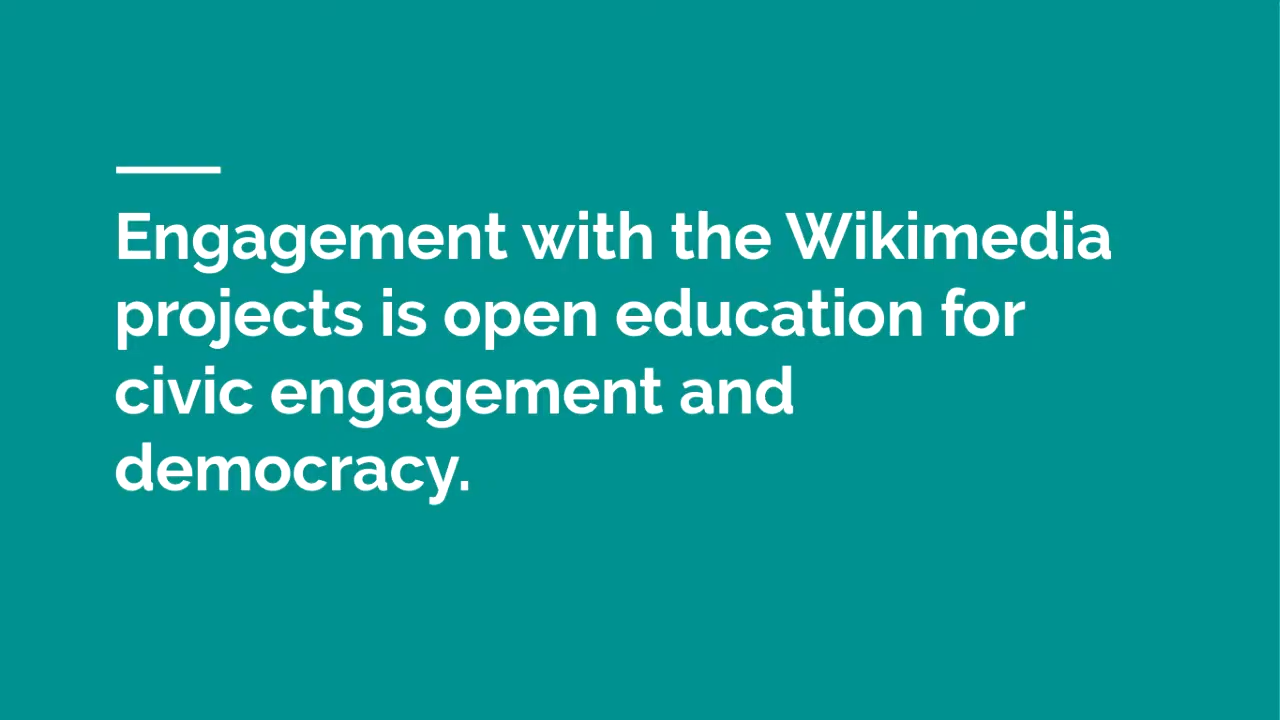 Engagement with the Wikimedia
projects is open education for
civic engagement and
democracy.